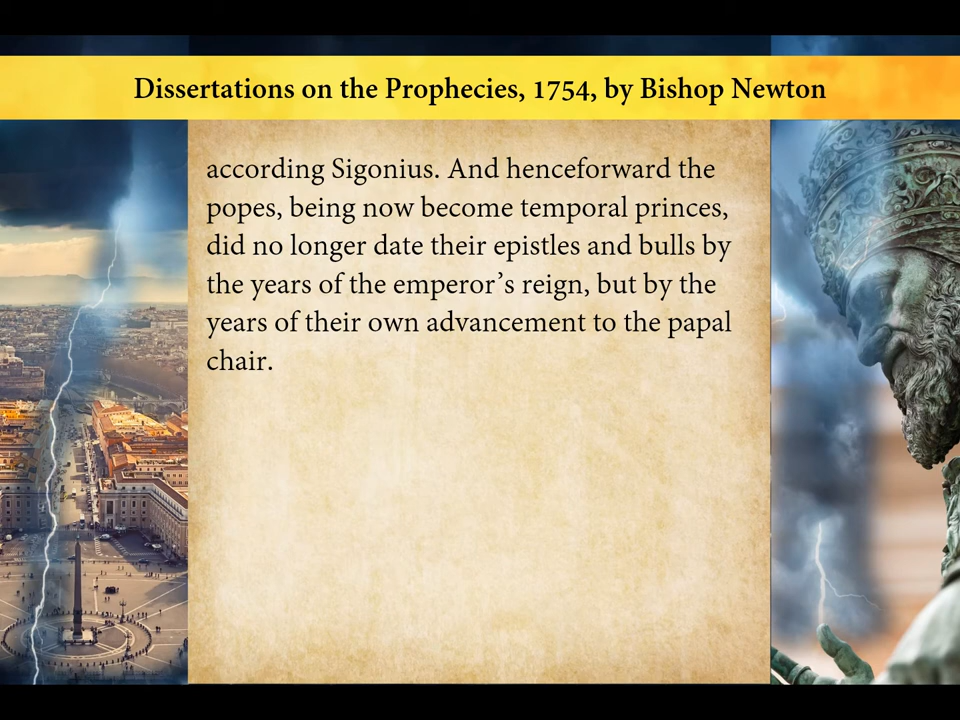 Dissertations on the Prophecies, 1754, by Bishop Newton
according Sigonius. And henceforward the
popes, being now become temporal princes,
did no longer date their epistles and bulls by
the years of the emperor’s reign, but by the
years of their own advancement to the papal
chair.